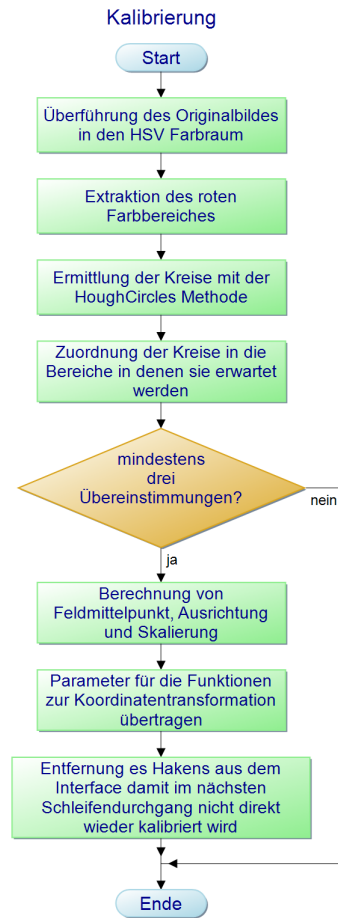 Kalibrierung
Start
Überführung des Originalbildes
in den HSV Farbraum
Extraktion des roten
Farbbereiches
Ermittlung der Kreise mit der
HoughCircles Methode
Zuordnung der Kreise in die
Bereiche in denen sie erwartet
werden
mindestens
drei
Übereinstimmungen?
nein
ja
Berechnung von
Feldmittelpunkt, Ausrichtung
und Skalierung
Parameter für die Funktionen
zur Koordinatentransformation
übertragen
Entfernung es Hakens aus dem
Interface damit im nächsten
Schleifendurchgang nicht direkt
wieder kalibriert wird
Ende